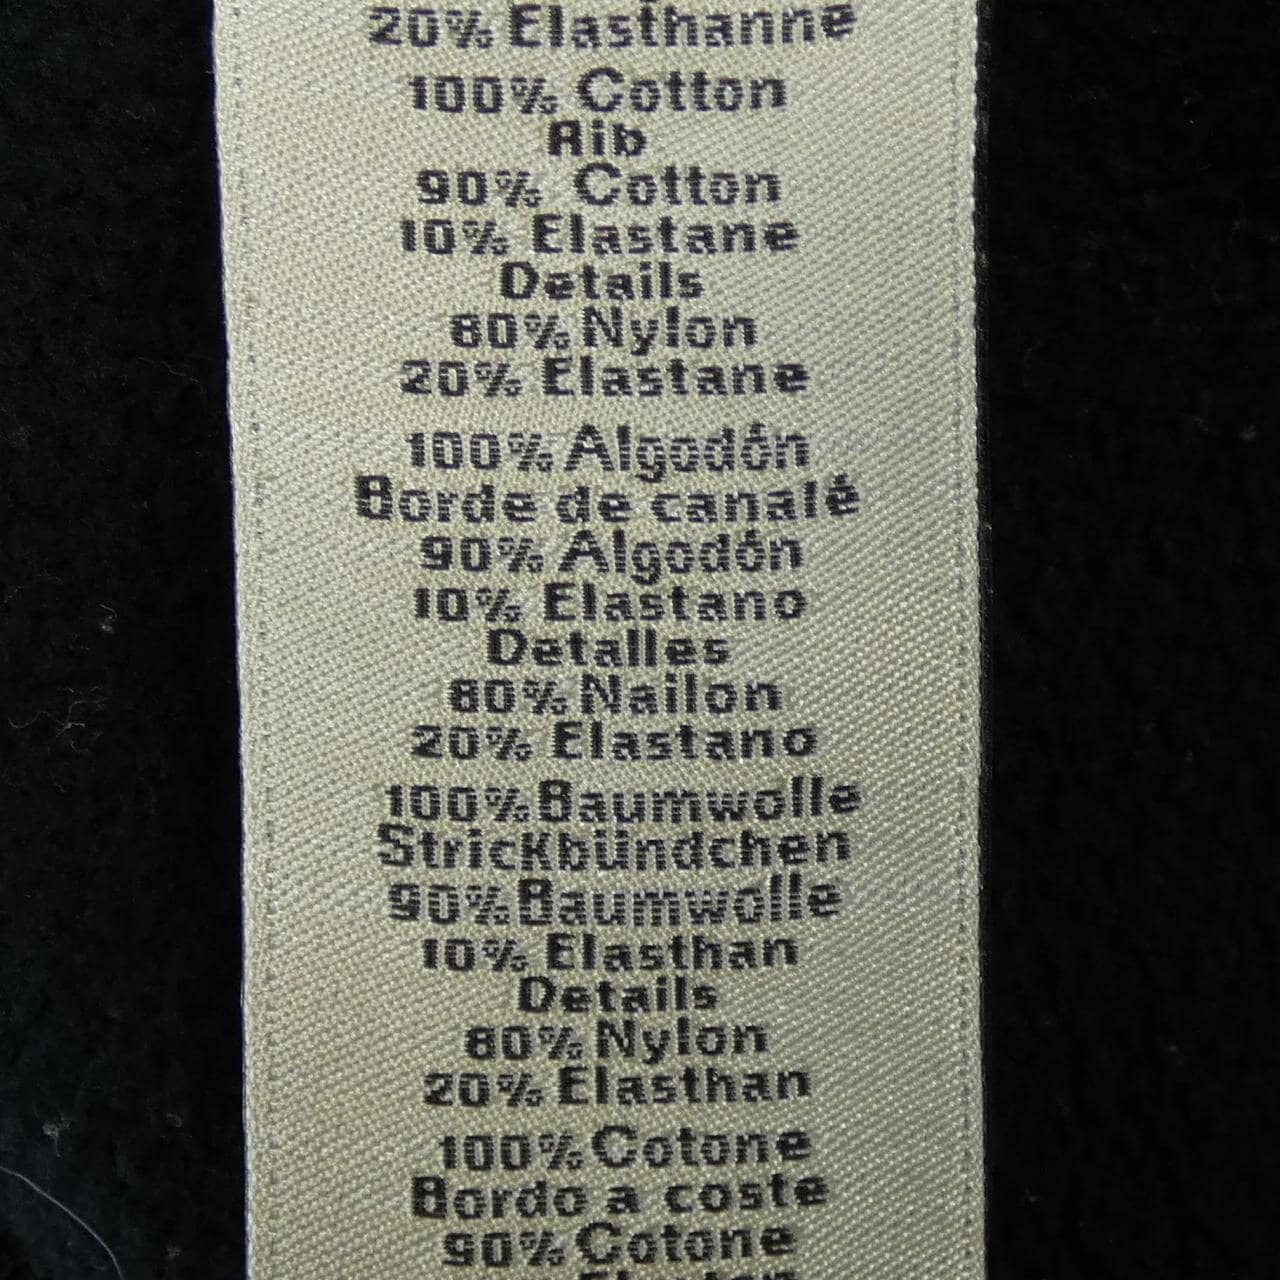 20% Elasthanne
100% Cotton
Rib
90% Cotton
10% Elastane
Details
80% Nylon
20% Elastane
100% Algodón
Borde de canalé
90% Algodón
10% Elastano
Detalles
80% Nailon
20% Elastano
100% Baumwolle
Strickbündchen
90% Baumwolle
10% Elasthan
Details
80% Nylon
20% Elasthan
100% Cotone
Bordo a coste
90% Cotone